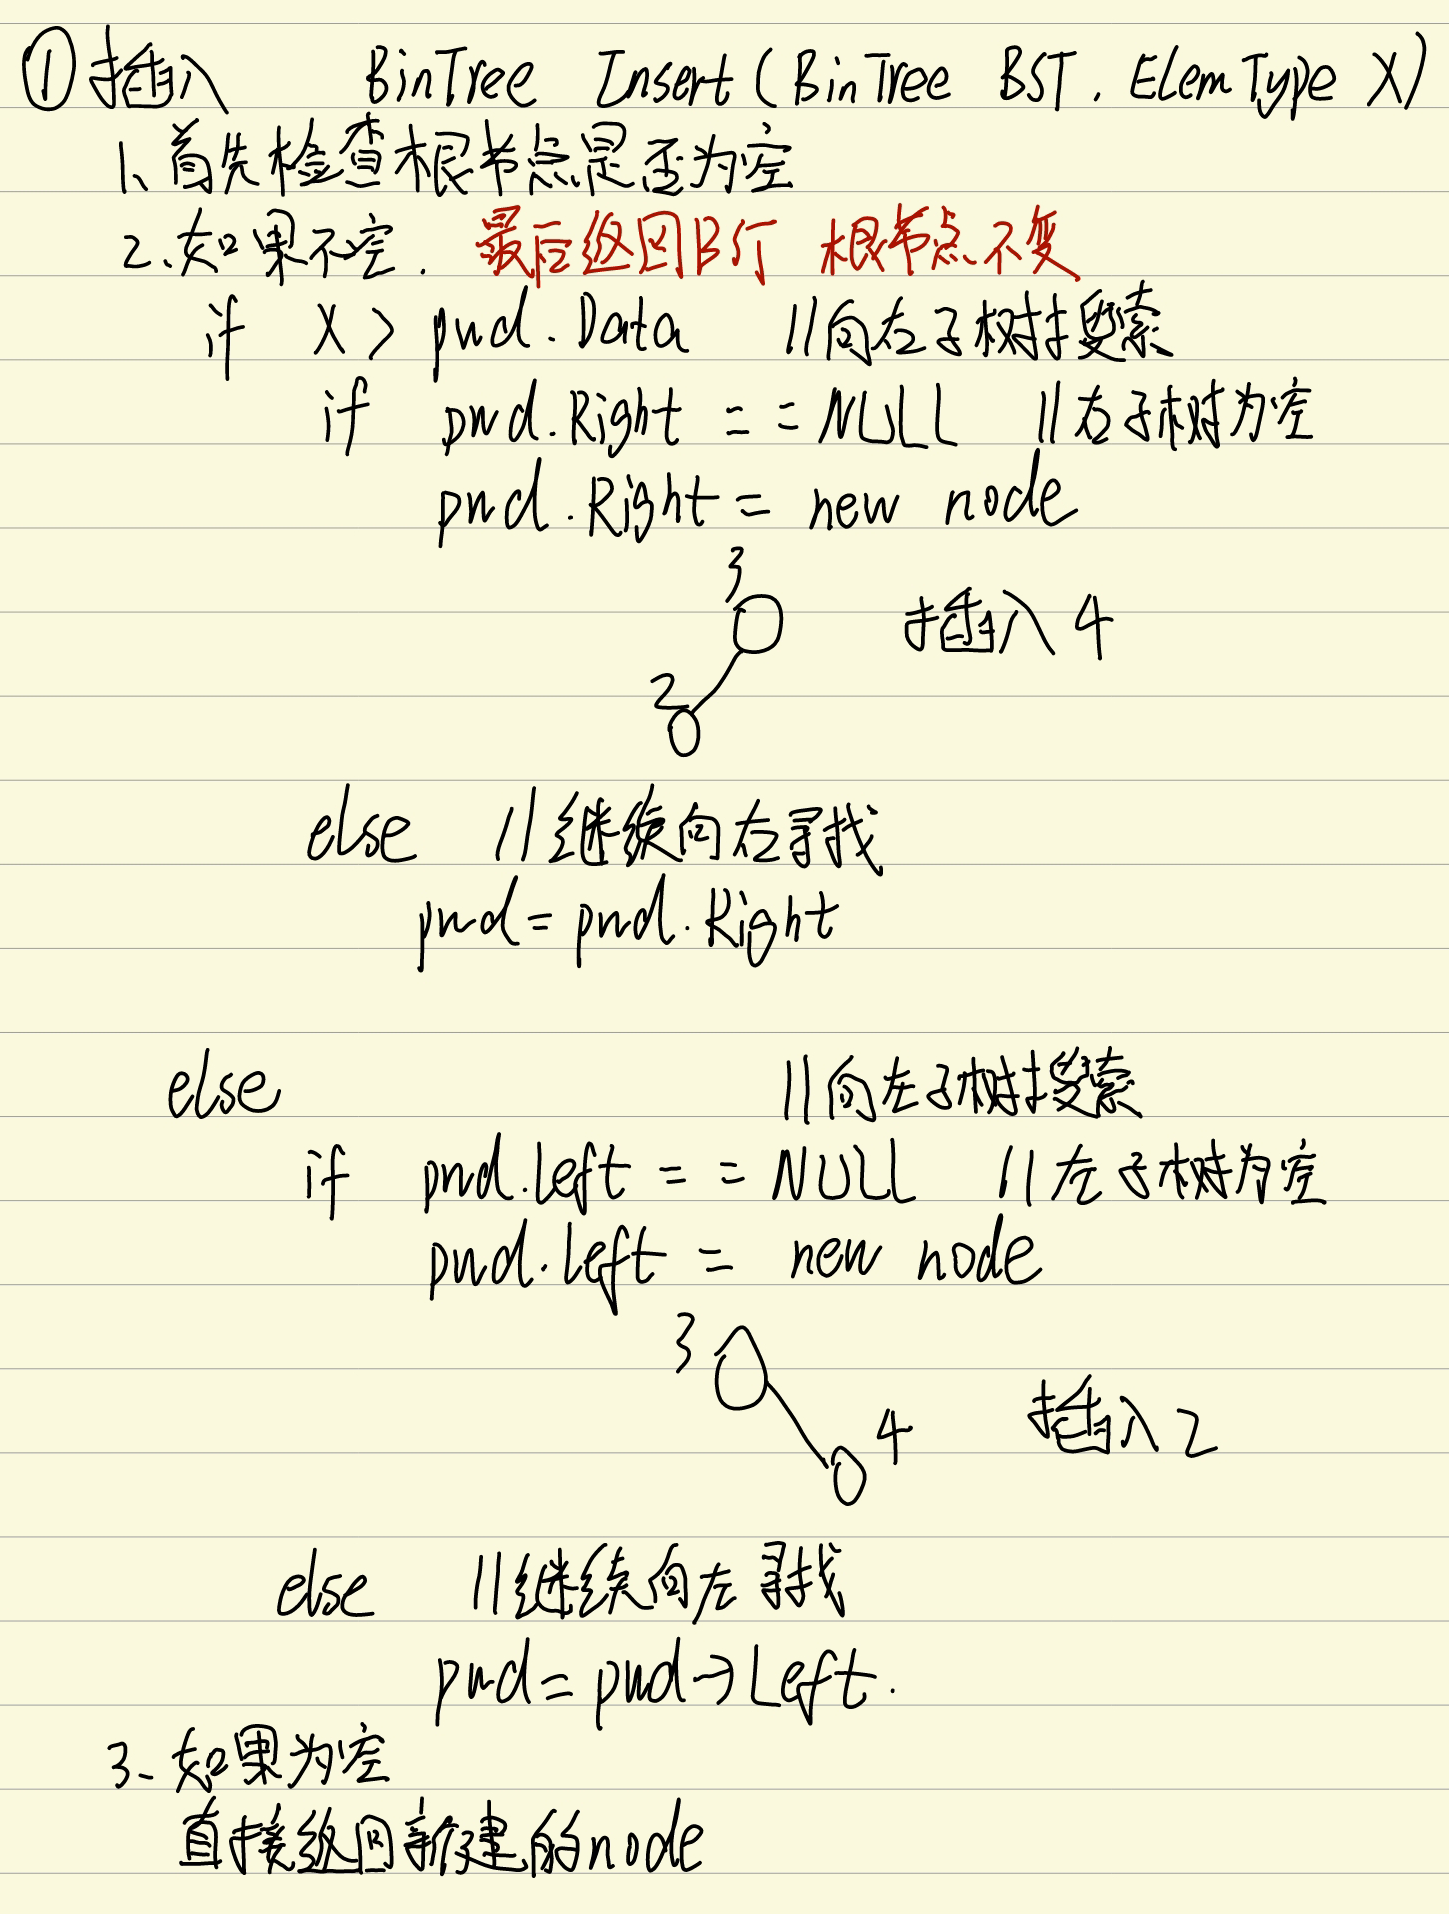 ① 插入 BinTree Insert(BinTree BST, ElemType X)
1、首先检查根节点是否为空
2、如果不空. 最后返回BST 根节点不变
if X > pnd.Data //向右子树搜索
if pnd.Right == NULL //右子树为空
pnd.Right = new node
3
插入4
2
else //继续向右寻找
pnd = pnd.Right
else //向左子树搜索
if pnd.left == NULL //左子树为空
pnd.left = new node
3
4 插入2
else //继续向左寻找
pnd = pnd→Left.
3、如果为空
直接返回新建的node